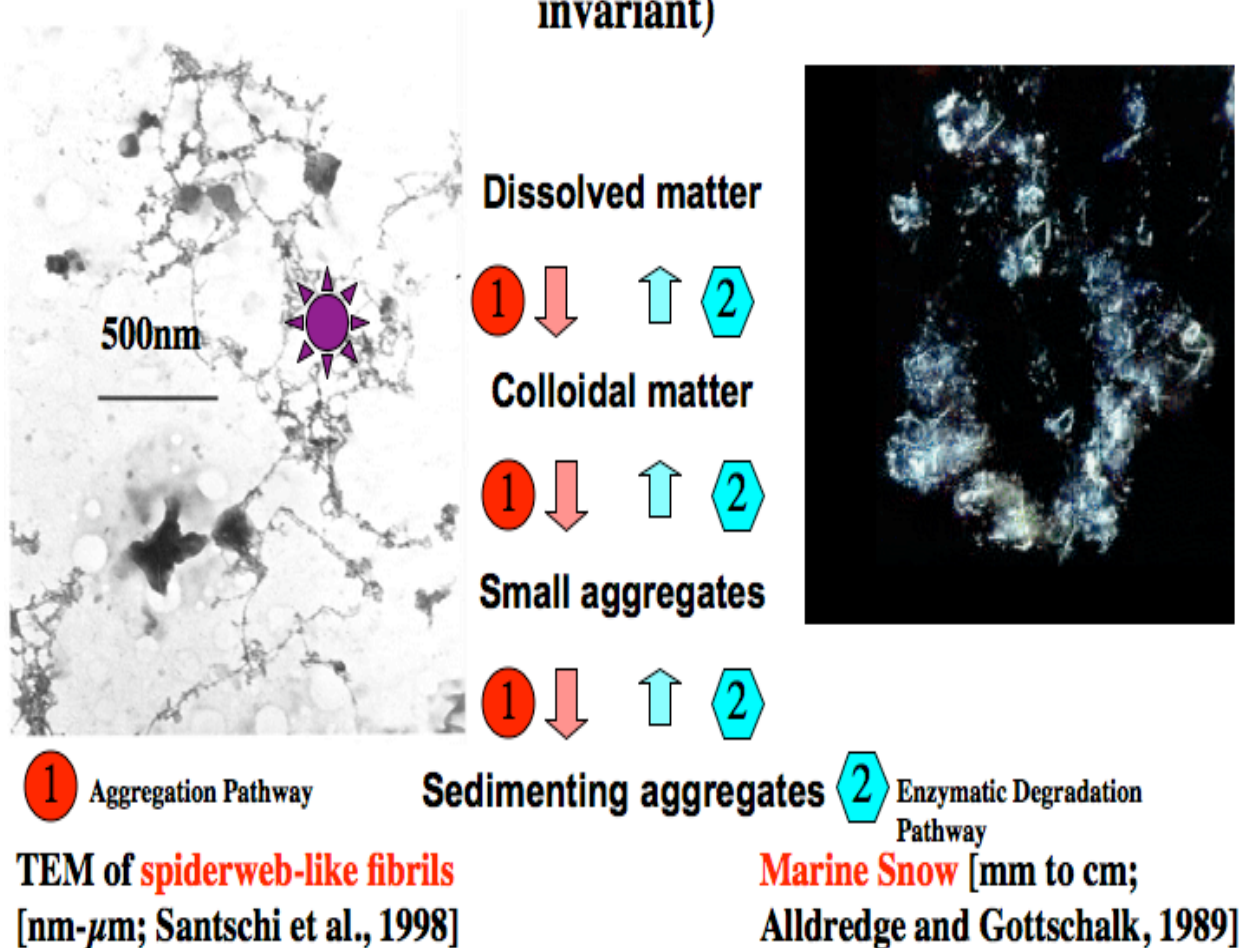 invariant)
500nm
Dissolved matter
1 2
Colloidal matter
1 2
Small aggregates
1 2
Sedimenting aggregates
1 Aggregation Pathway
2 Enzymatic Degradation
Pathway
TEM of spiderweb-like fibrils
[nm-µm; Santschi et al., 1998]
Marine Snow [mm to cm;
Alldredge and Gottschalk, 1989]